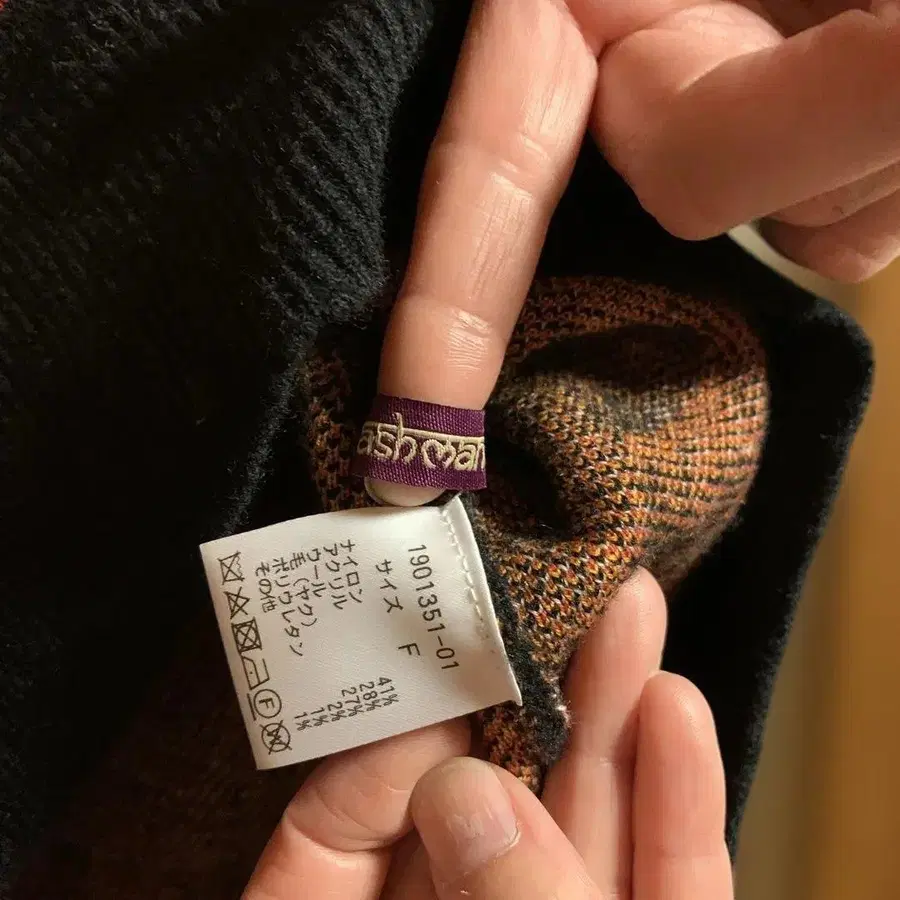 ashman
1901351-01
サイズ F
ナイロン 41%
アクリル 28%
ウール 27%
毛(ヤク) 2%
ポリウレタン 1%
その他 1%
F